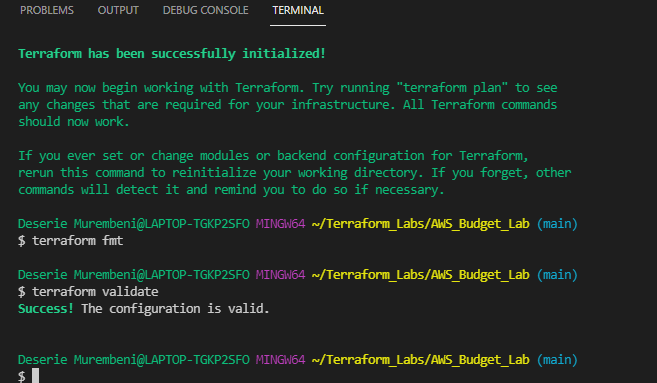 PROBLEMS OUTPUT DEBUG CONSOLE TERMINAL
Terraform has been successfully initialized!
You may now begin working with Terraform. Try running "terraform plan" to see
any changes that are required for your infrastructure. All Terraform commands
should now work.
If you ever set or change modules or backend configuration for Terraform,
rerun this command to reinitialize your working directory. If you forget, other
commands will detect it and remind you to do so if necessary.
Deserie Murembeni@LAPTOP-TGKP2SFO MINGW64 ~/Terraform_Labs/AWS_Budget_Lab (main)
$ terraform fmt
Deserie Murembeni@LAPTOP-TGKP2SFO MINGW64 ~/Terraform_Labs/AWS_Budget_Lab (main)
$ terraform validate
Success! The configuration is valid.
Deserie Murembeni@LAPTOP-TGKP2SFO MINGW64 ~/Terraform_Labs/AWS_Budget_Lab (main)
$